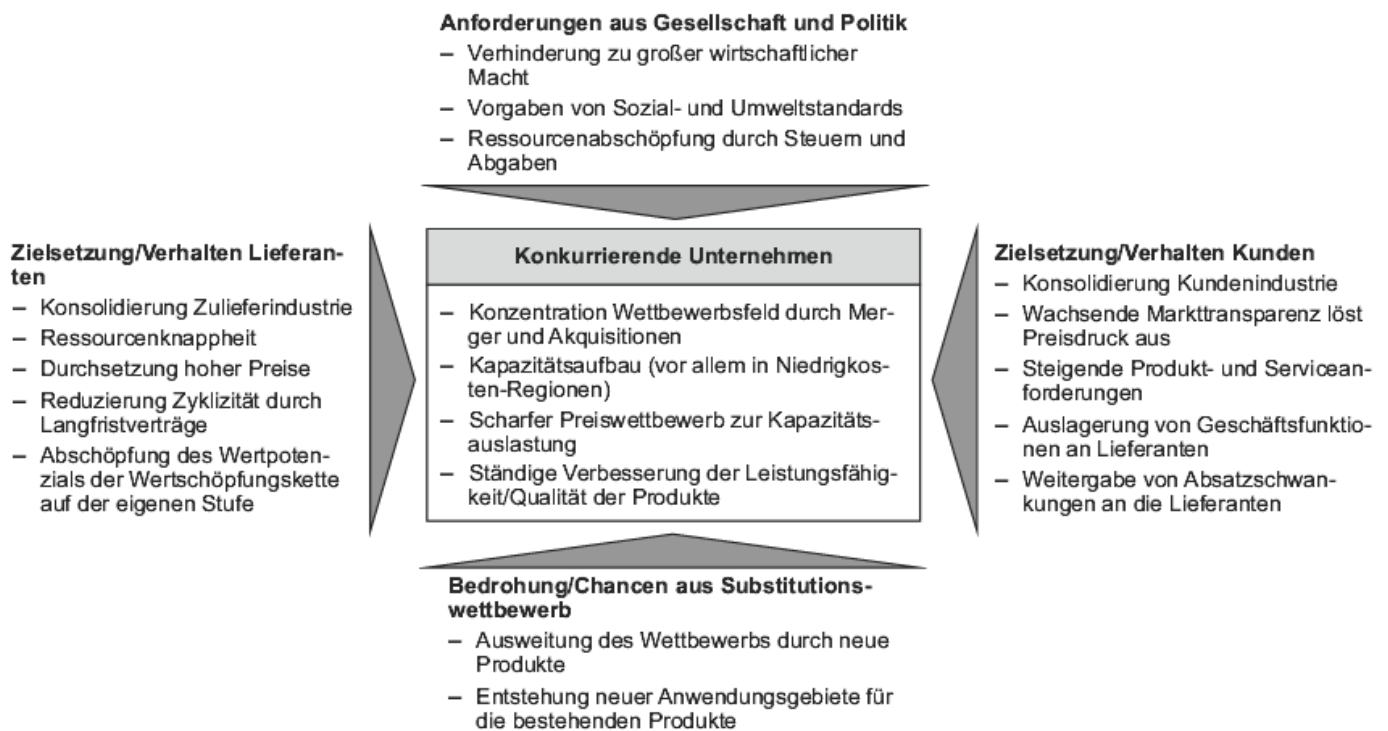 Anforderungen aus Gesellschaft und Politik
– Verhinderung zu großer wirtschaftlicher
Macht
– Vorgaben von Sozial- und Umweltstandards
– Ressourcenabschöpfung durch Steuern und
Abgaben
Zielsetzung/Verhalten Lieferan-
ten
– Konsolidierung Zulieferindustrie
– Ressourcenknappheit
– Durchsetzung hoher Preise
– Reduzierung Zyklizität durch
Langfristverträge
– Abschöpfung des Wertpoten-
zials der Wertschöpfungskette
auf der eigenen Stufe
Konkurrierende Unternehmen
– Konzentration Wettbewerbsfeld durch Mer-
ger und Akquisitionen
– Kapazitätsaufbau (vor allem in Niedrigkos-
ten-Regionen)
– Scharfer Preiswettbewerb zur Kapazitäts-
auslastung
– Ständige Verbesserung der Leistungsfähig-
keit/Qualität der Produkte
Zielsetzung/Verhalten Kunden
– Konsolidierung Kundenindustrie
– Wachsende Markttransparenz löst
Preisdruck aus
– Steigende Produkt- und Servicean-
forderungen
– Auslagerung von Geschäftsfunktio-
nen an Lieferanten
– Weitergabe von Absatzschwan-
kungen an die Lieferanten
Bedrohung/Chancen aus Substitutions-
wettbewerb
– Ausweitung des Wettbewerbs durch neue
Produkte
– Entstehung neuer Anwendungsgebiete für
die bestehenden Produkte